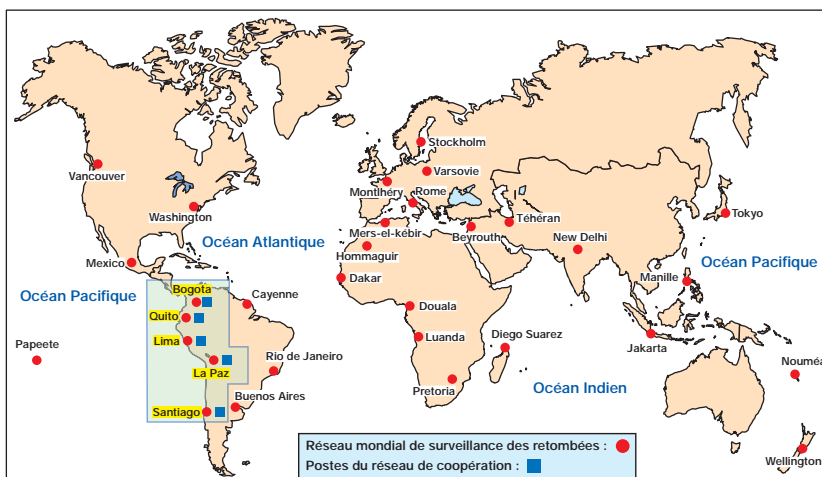 Stockholm
Vancouver
Varsovie
Montlhéry
Rome
Washington
Téhéran
Tokyo
Mers-el-kébir
Beyrouth
Océan Atlantique
New Delhi
Hommaguir
Mexico
Océan Pacifique
Manille
Dakar
Océan Pacifique
Bogota
Cayenne
Douala
Quito
Diego Suarez
Luanda
Lima
Papeete
Jakarta
Rio de Janeiro
Nouméa
La Paz
Océan Indien
Pretoria
Buenos Aires
Santiago
Réseau mondial de surveillance des retombées :
Wellington
Postes du réseau de coopération :